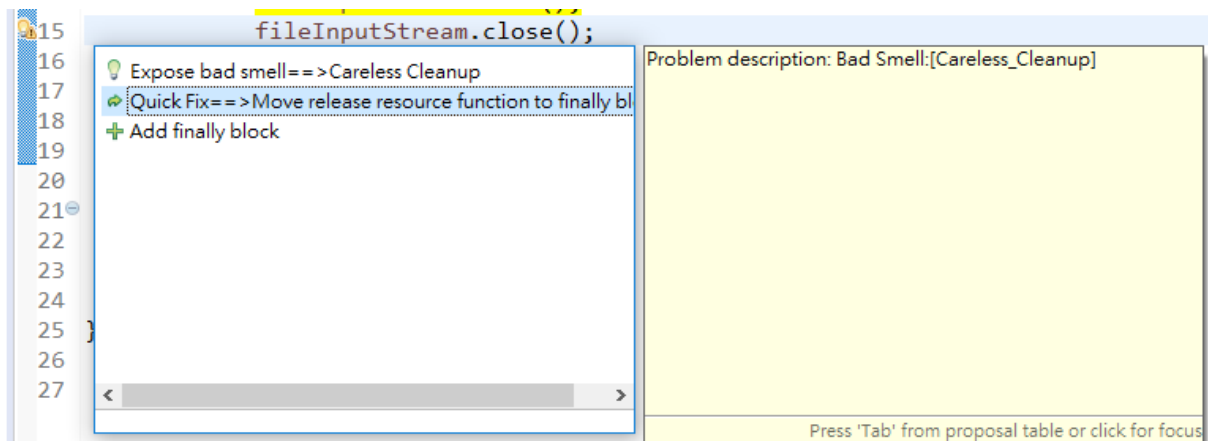 15 fileInputStream.close();
16
17
18
19
20
21
22
23
24
25 }
26
27
Expose bad smell==>Careless Cleanup
Quick Fix==>Move release resource function to finally bl
Add finally block
Problem description: Bad Smell:[Careless_Cleanup]
Press 'Tab' from proposal table or click for focus